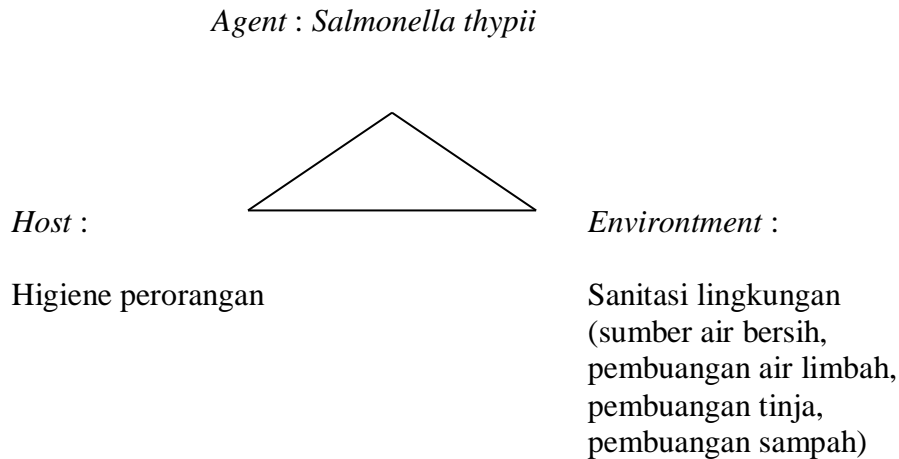 Agent : Salmonella thypii
Host :
Environtment :
Higiene perorangan
Sanitasi lingkungan
(sumber air bersih,
pembuangan air limbah,
pembuangan tinja,
pembuangan sampah)